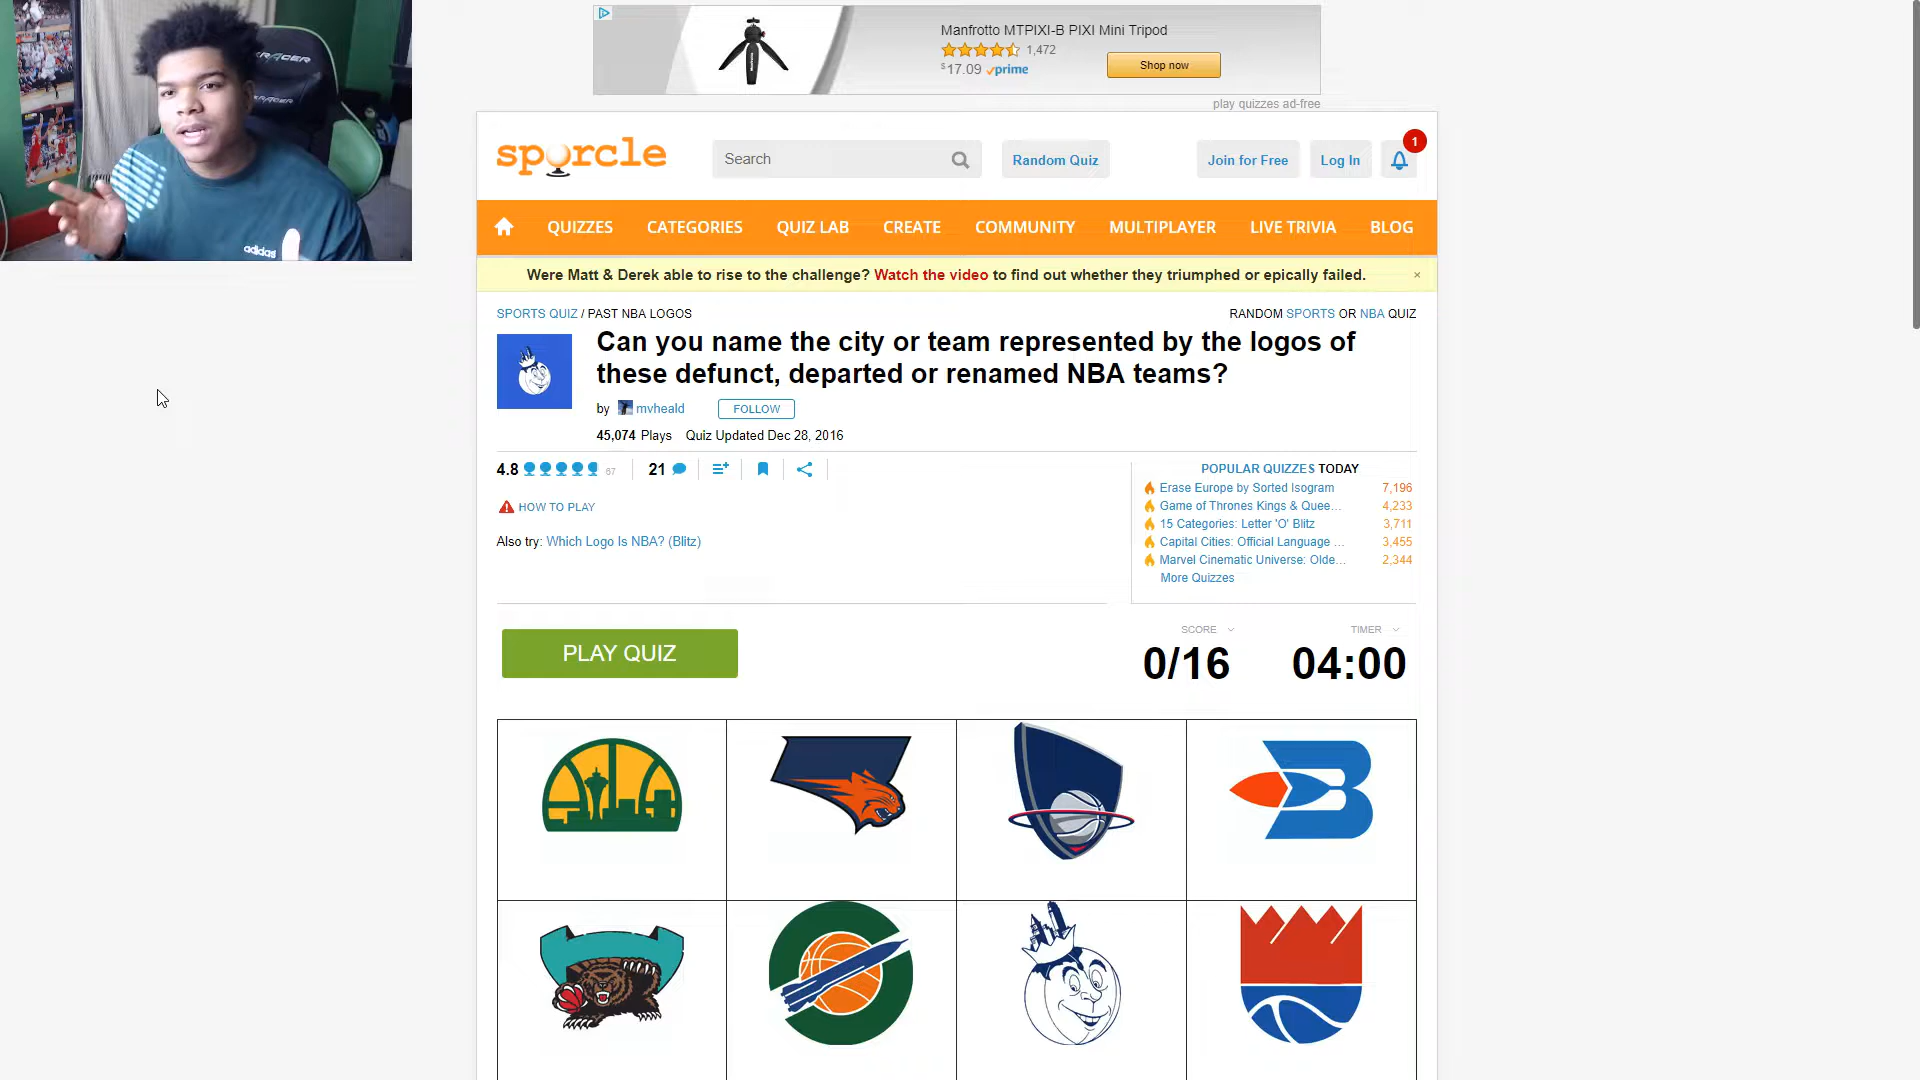 Manfrotto MTPIXI-B PIXI Mini Tripod
1,472
$17.09 prime
Shop now
play quizzes ad-free
RACER
sporcle
Search
Random Quiz
Join for Free
Log In
1
adidas
QUIZZES
CATEGORIES
QUIZ LAB
CREATE
COMMUNITY
MULTIPLAYER
LIVE TRIVIA
BLOG
Were Matt & Derek able to rise to the challenge? Watch the video to find out whether they triumphed or epically failed. ×
SPORTS QUIZ / PAST NBA LOGOS
RANDOM SPORTS OR NBA QUIZ
Can you name the city or team represented by the logos of
these defunct, departed or renamed NBA teams?
by mvheald
FOLLOW
45,074 Plays Quiz Updated Dec 28, 2016
4.8 67
21
HOW TO PLAY
Also try: Which Logo Is NBA? (Blitz)
POPULAR QUIZZES TODAY
Erase Europe by Sorted Isogram 7,196
Game of Thrones Kings & Quee... 4,233
15 Categories: Letter 'O' Blitz 3,711
Capital Cities: Official Language ... 3,455
Marvel Cinematic Universe: Olde... 2,344
More Quizzes
PLAY QUIZ
SCORE
0/16
TIMER
04:00
B